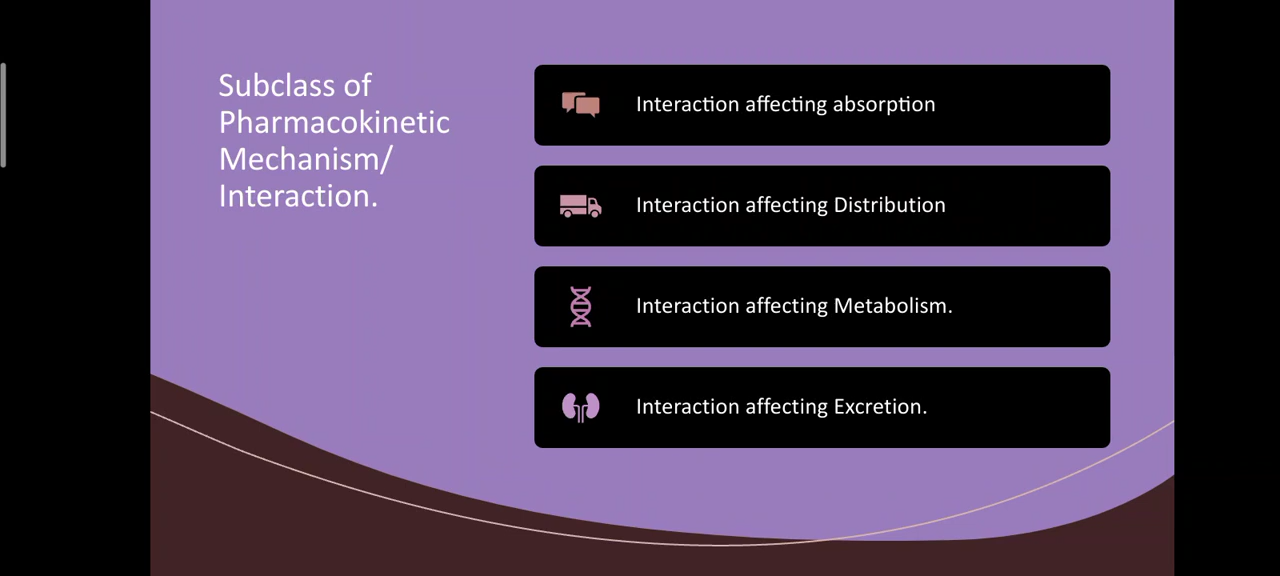 Subclass of
Pharmacokinetic
Mechanism/
Interaction.
Interaction affecting absorption
Interaction affecting Distribution
Interaction affecting Metabolism.
Interaction affecting Excretion.